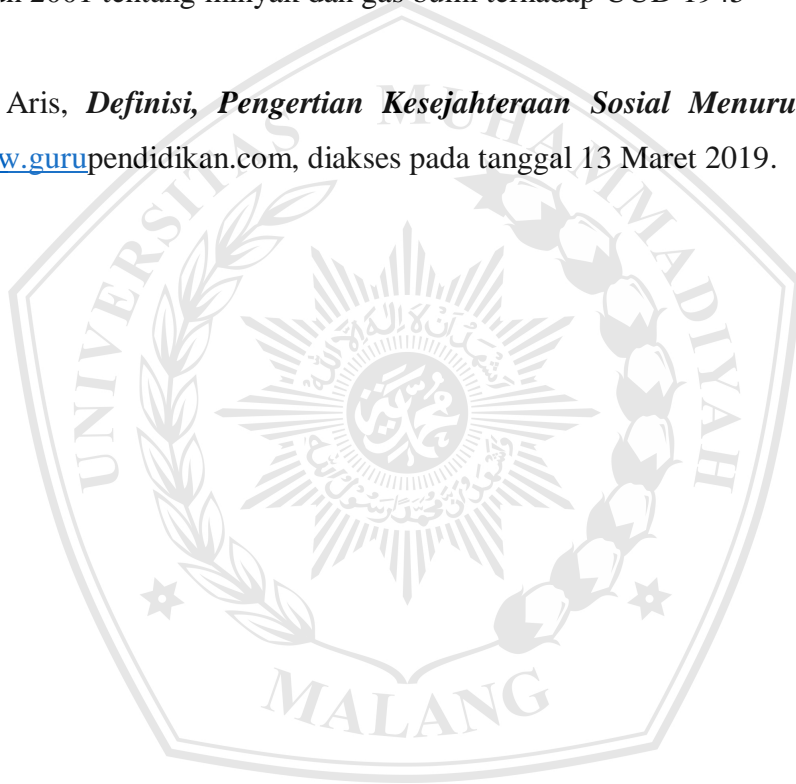 2001 tentang minyak dan gas bumi terhadap UUD 1945
Aris, Definisi, Pengertian Kesejahteraan Sosial Menuru
w.gurupendidikan.com, diakses pada tanggal 13 Maret 2019.
UNIVERSITAS MUHAMMADIYAH
MALANG